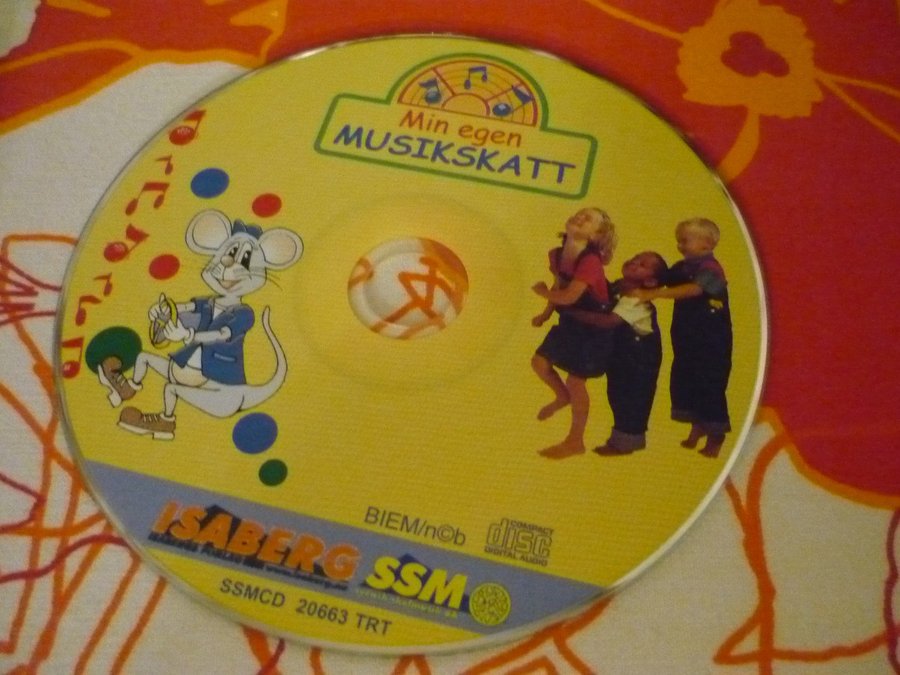 Min egen
MUSIKSKATT
BIEM/n©b
COMPACT
disc
DIGITAL AUDIO
ISABERG
SSM
SSMCD 20663 TRT